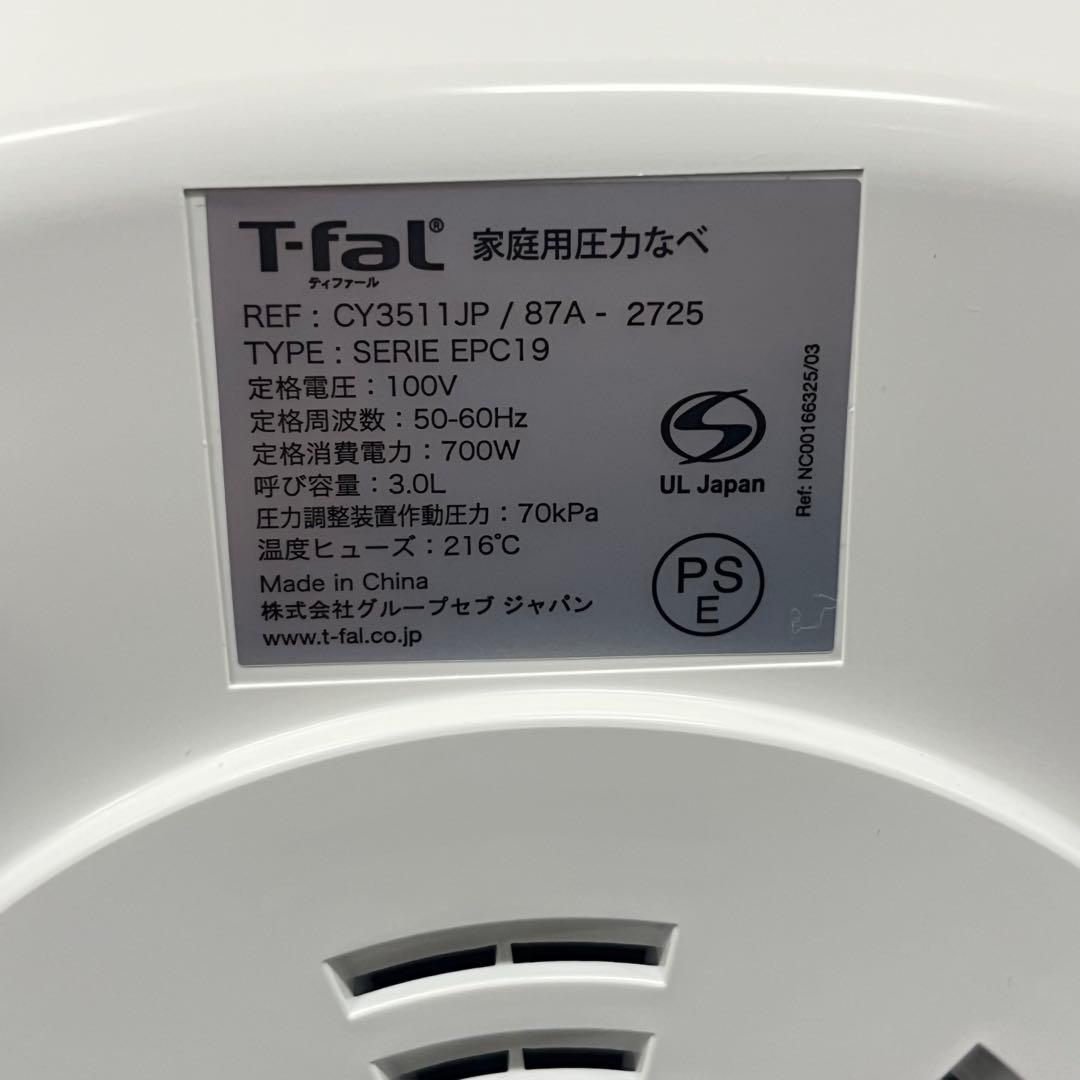 T-fal® 家庭用圧力なべ
ティファール
REF : CY3511JP / 87A - 2725
TYPE : SERIE EPC19
定格電圧 : 100V
定格周波数 : 50-60Hz
定格消費電力 : 700W
呼び容量 : 3.0L
圧力調整装置作動圧力 : 70kPa
温度ヒューズ : 216℃
Made in China
株式会社グループセブ ジャパン
www.t-fal.co.jp
S
UL Japan
PS
E
Ref: NC00166325/03